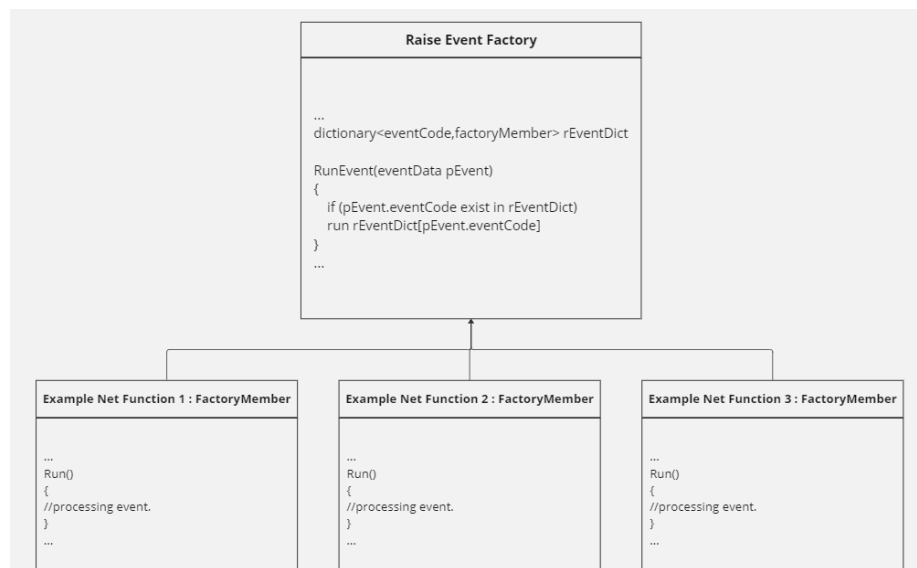 Raise Event Factory
...
dictionary<eventCode,factoryMember> rEventDict
RunEvent(eventData pEvent)
{
if (pEvent.eventCode exist in rEventDict)
run rEventDict[pEvent.eventCode]
}
...
Example Net Function 1 : FactoryMember
...
Run()
{
//processing event.
}
...
Example Net Function 2 : FactoryMember
...
Run()
{
//processing event.
}
...
Example Net Function 3 : FactoryMember
...
Run()
{
//processing event.
}
...